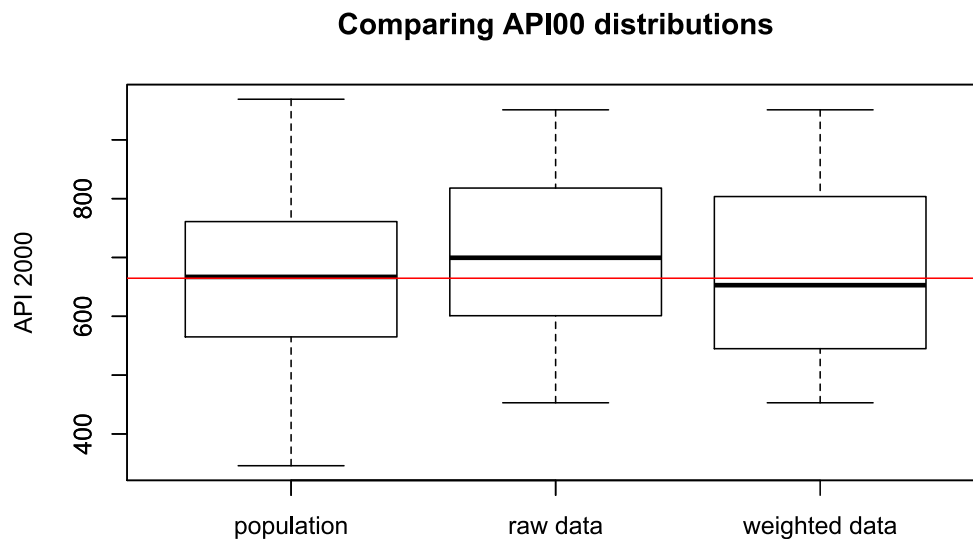 Comparing API00 distributions
API 2000
800
600
400
population
raw data
weighted data